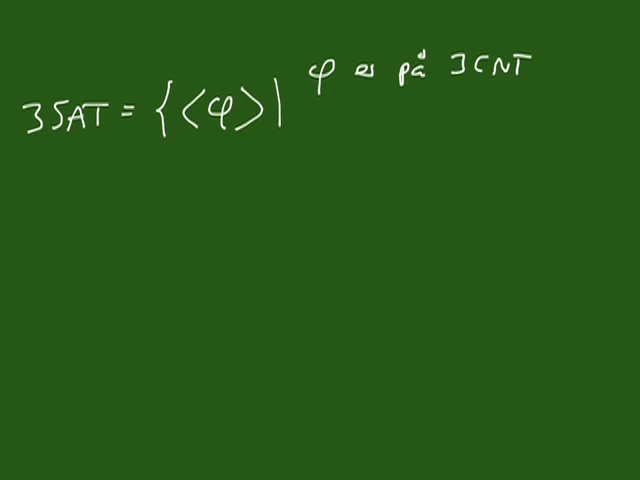 3SAT = {⟨φ⟩| φ er på 3CNF